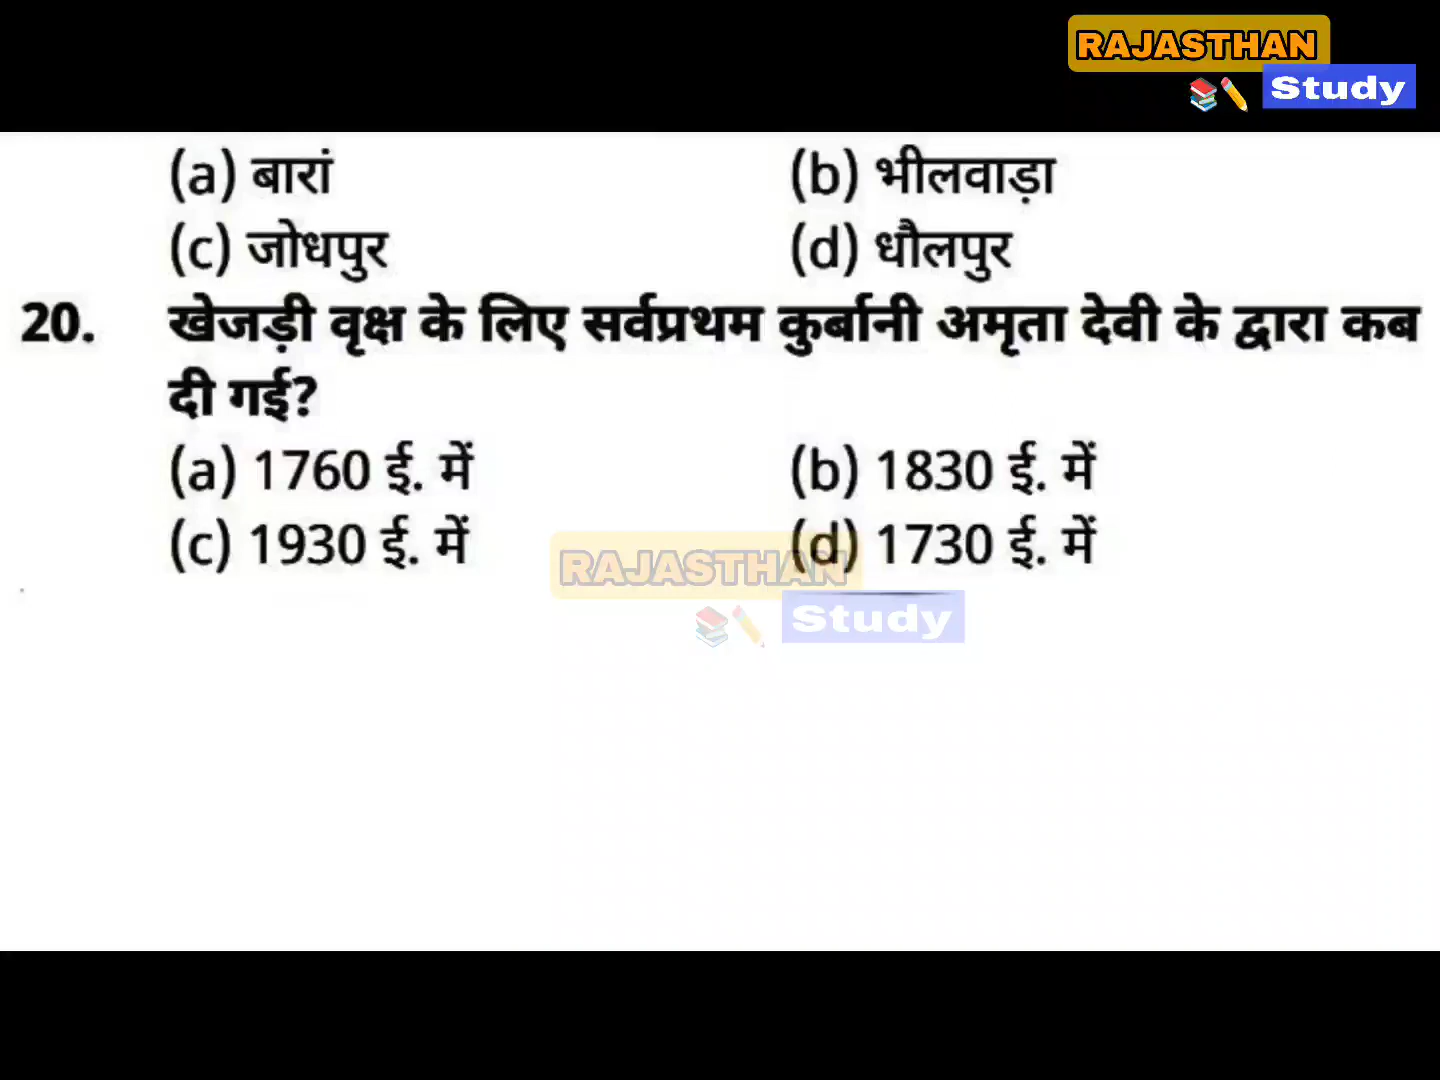 RAJASTHAN
Study
(a) बारां (b) भीलवाड़ा
(c) जोधपुर (d) धौलपुर
20. खेजड़ी वृक्ष के लिए सर्वप्रथम कुर्बानी अमृता देवी के द्वारा कब
दी गई?
(a) 1760 ई. में (b) 1830 ई. में
(c) 1930 ई. में (d) 1730 ई. में
RAJASTHAN
Study